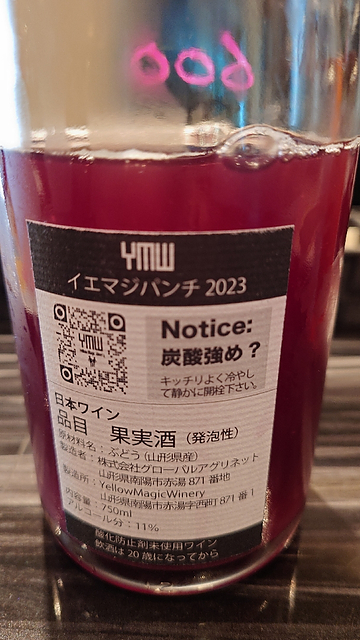 900
YMW
イエマジパンチ 2023
YMW
Notice:
炭酸強め？
キッチリよく冷やし
て静かに開栓下さい。
日本ワイン
品目 果実酒（発泡性）
原材料名：ぶどう（山形県産）
製造者：株式会社グローバルアグリネット
山形県南陽市赤湯 871 番地
製造所：YellowMagicWinery
山形県南陽市赤湯字西町 871 番 1
内容量：750ml
アルコール分：11%
酸化防止剤未使用ワイン
飲酒は 20 歳になってから